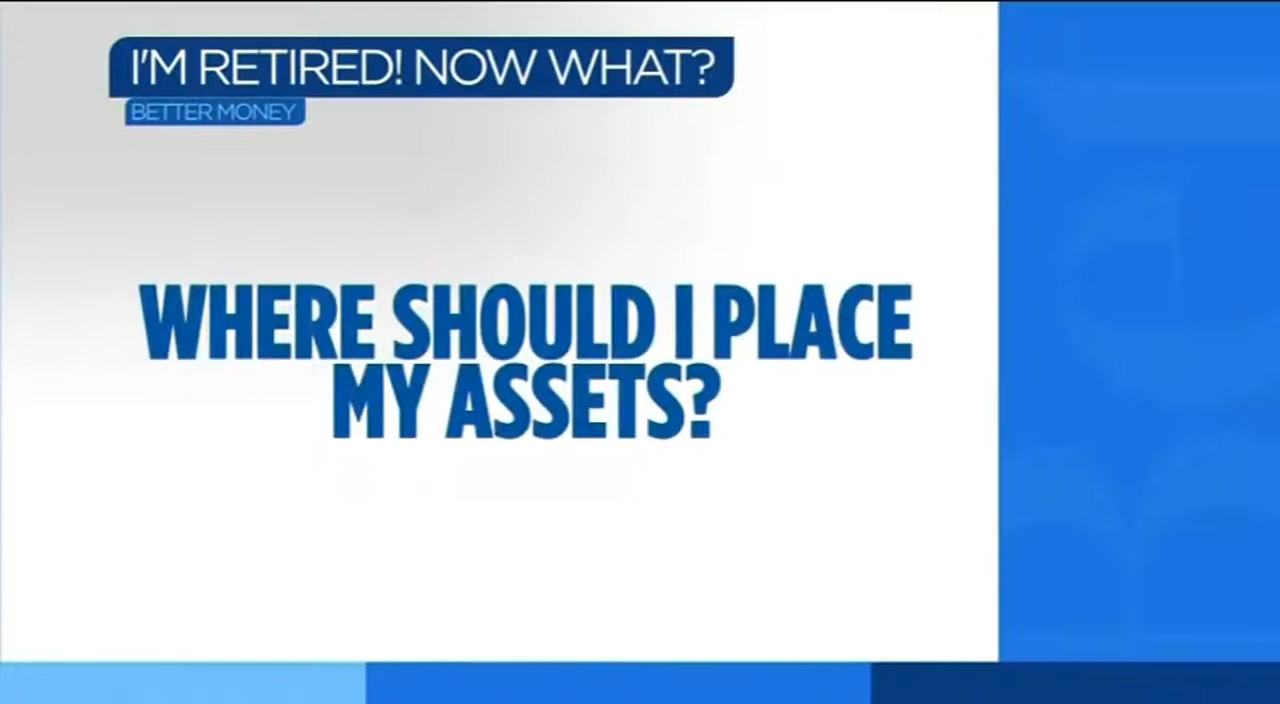 I'M RETIRED! NOW WHAT?
BETTER MONEY
WHERE SHOULD I PLACE
MY ASSETS?